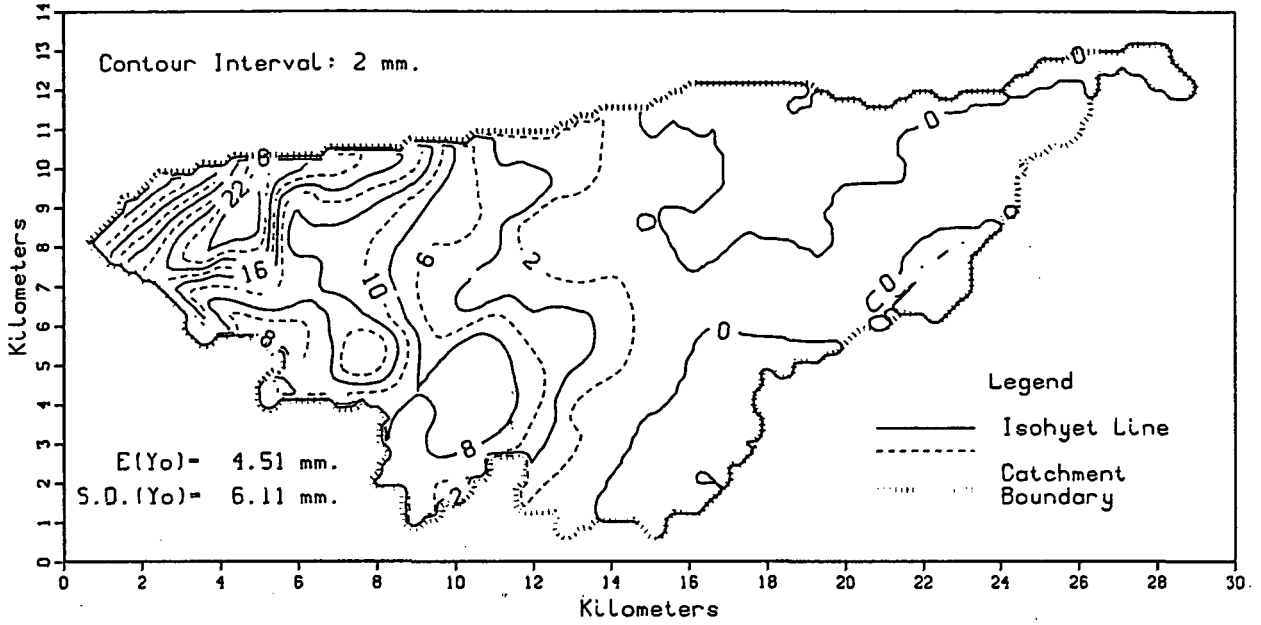 14
13
12
11
10
9
8
7
6
5
4
3
2
1
0
Kilometers
Contour Interval: 2 mm.
0
8
0
22
0
16
6
2
10
0
0
8
8
2
E(Yo)= 4.51 mm.
S.D.(Yo)= 6.11 mm.
Legend
Isohyet Line
Catchment
Boundary
0 2 4 6 8 10 12 14 16 18 20 22 24 26 28 30
Kilometers